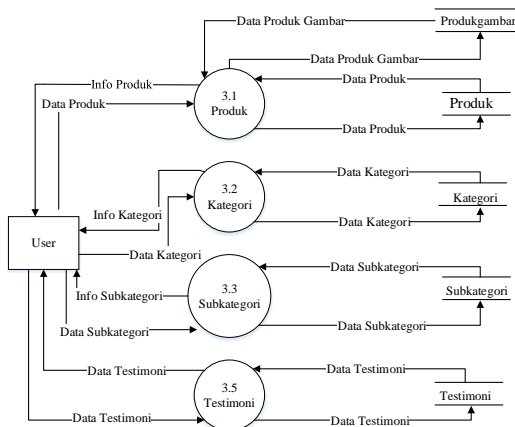 Data Produk Gambar
Produkgambar
Data Produk Gambar
Info Produk
Data Produk
3.1
Produk
Data Produk
Produk
Data Produk
Data Kategori
3.2
Kategori
Kategori
Info Kategori
Data Kategori
User
Data Kategori
Data Subkategori
3.3
Subkategori
Info Subkategori
Subkategori
Data Subkategori
Data Subkategori
Data Testimoni
Data Testimoni
3.5
Testimoni
Testimoni
Data Testimoni
Data Testimoni